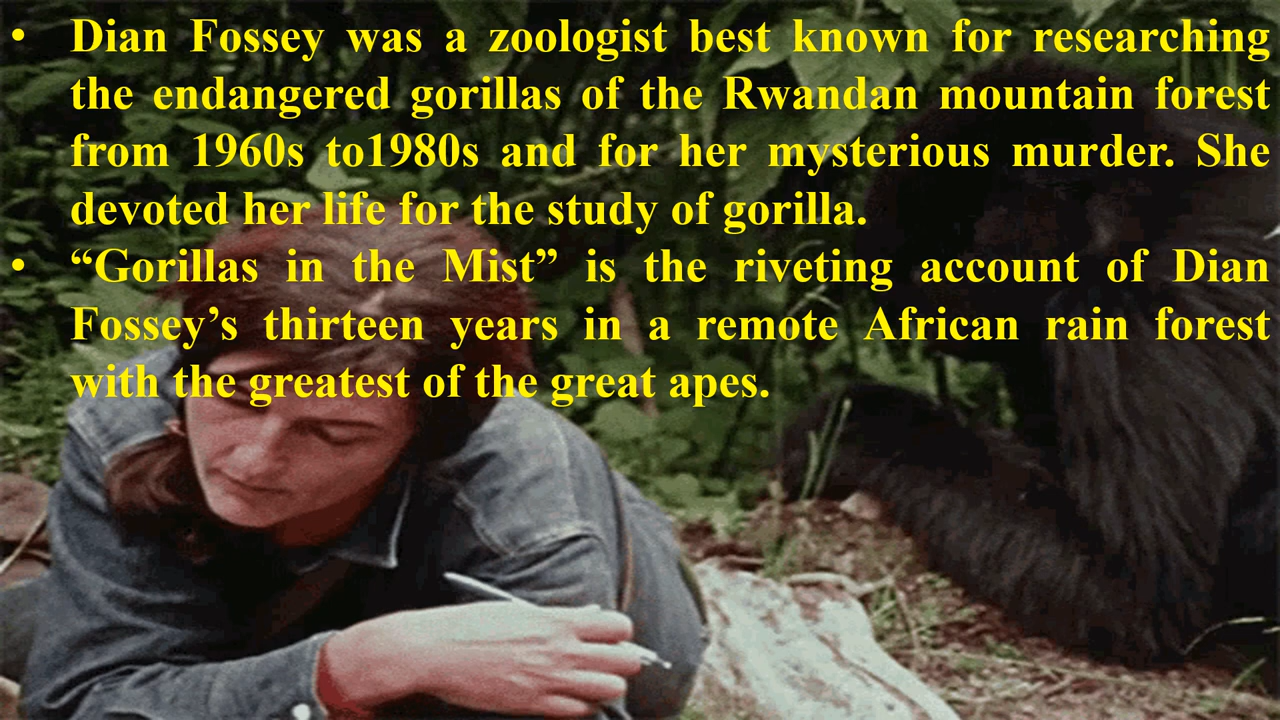 • Dian Fossey was a zoologist best known for researching
the endangered gorillas of the Rwandan mountain forest
from 1960s to1980s and for her mysterious murder. She
devoted her life for the study of gorilla.
• “Gorillas in the Mist” is the riveting account of Dian
Fossey’s thirteen years in a remote African rain forest
with the greatest of the great apes.